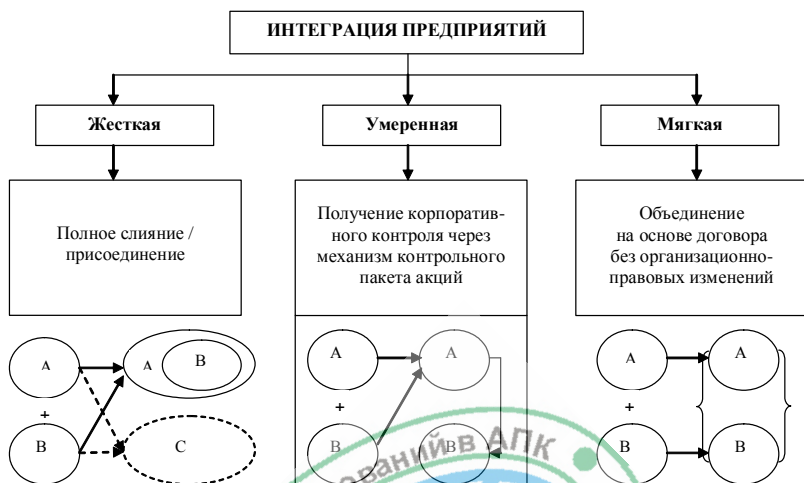 ИНТЕГРАЦИЯ ПРЕДПРИЯТИЙ
Жесткая
Умеренная
Мягкая
Полное слияние /
присоединение
Получение корпоратив-
ного контроля через
механизм контрольного
пакета акций
Объединение
на основе договора
без организационно-
правовых изменений
А
А
В
+
В
С
А
А
+
В
В
А
А
+
В
В
в АПК